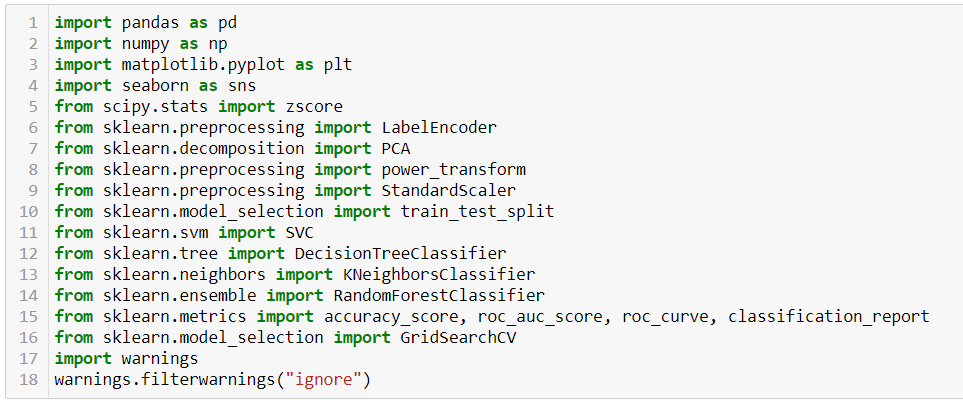 1 import pandas as pd
2 import numpy as np
3 import matplotlib.pyplot as plt
4 import seaborn as sns
5 from scipy.stats import zscore
6 from sklearn.preprocessing import LabelEncoder
7 from sklearn.decomposition import PCA
8 from sklearn.preprocessing import power_transform
9 from sklearn.preprocessing import StandardScaler
10 from sklearn.model_selection import train_test_split
11 from sklearn.svm import SVC
12 from sklearn.tree import DecisionTreeClassifier
13 from sklearn.neighbors import KNeighborsClassifier
14 from sklearn.ensemble import RandomForestClassifier
15 from sklearn.metrics import accuracy_score, roc_auc_score, roc_curve, classification_report
16 from sklearn.model_selection import GridSearchCV
17 import warnings
18 warnings.filterwarnings("ignore")